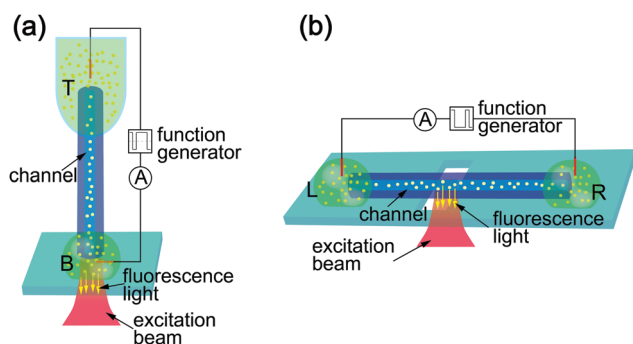 (a)
T
function
generator
A
channel
B
fluorescence
light
excitation
beam
(b)
A
function
generator
L
R
channel
fluorescence
light
excitation
beam